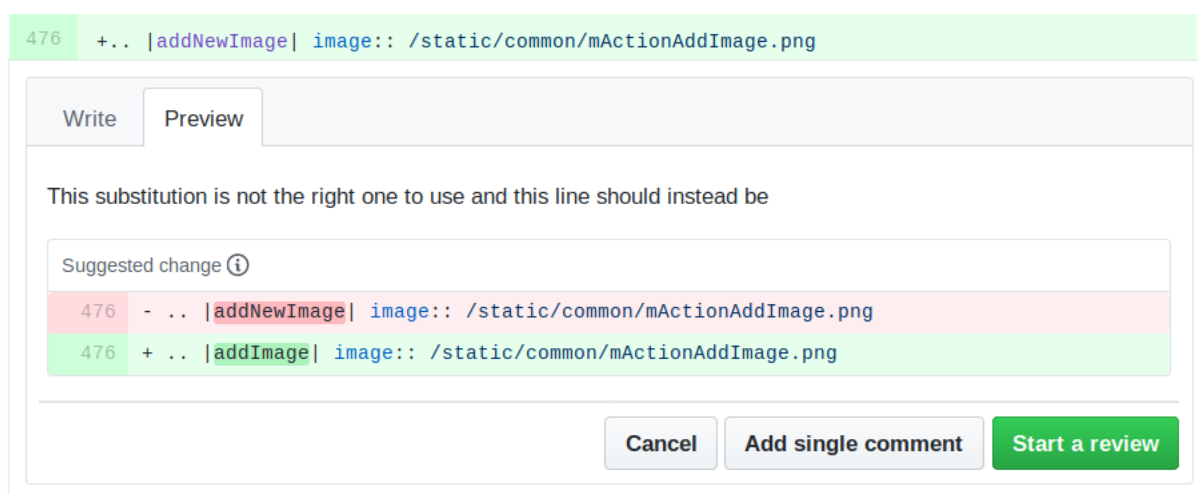 476 +.. |addNewImage| image:: /static/common/mActionAddImage.png
Write Preview
This substitution is not the right one to use and this line should instead be
Suggested change
476 - .. |addNewImage| image:: /static/common/mActionAddImage.png
476 + .. |addImage| image:: /static/common/mActionAddImage.png
Cancel Add single comment Start a review